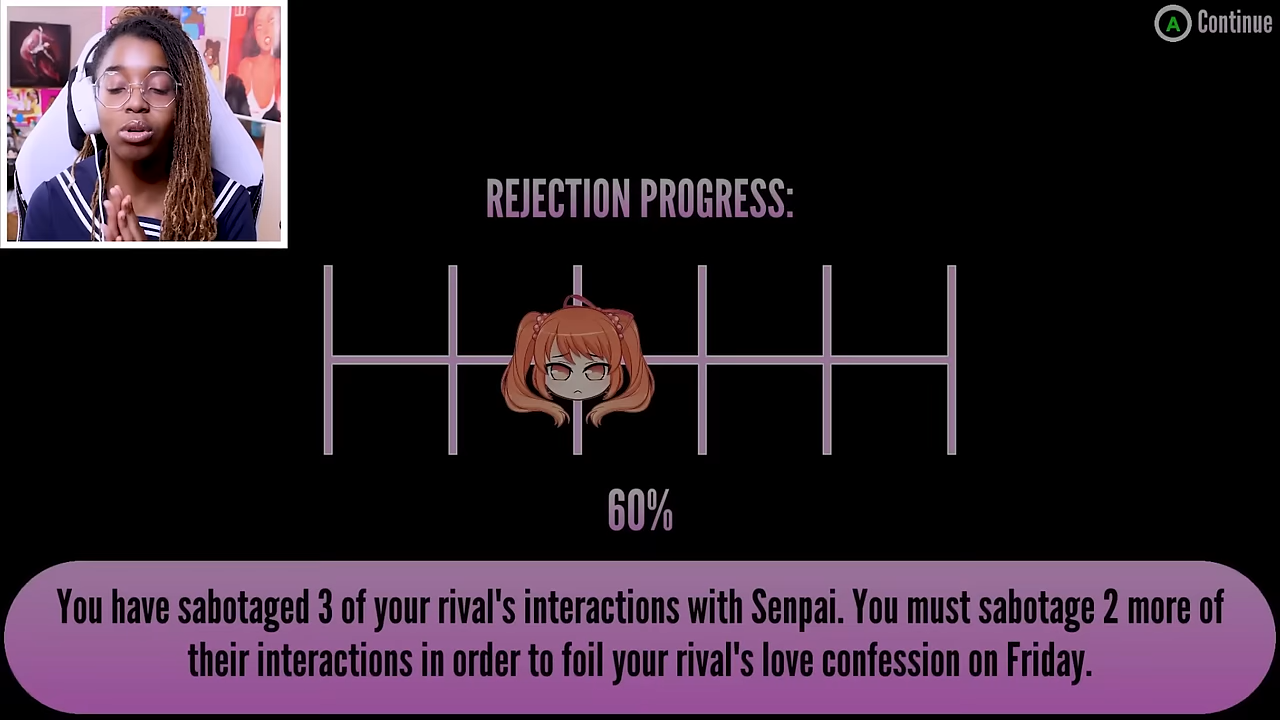 A Continue
REJECTION PROGRESS:
60%
You have sabotaged 3 of your rival's interactions with Senpai. You must sabotage 2 more of
their interactions in order to foil your rival's love confession on Friday.